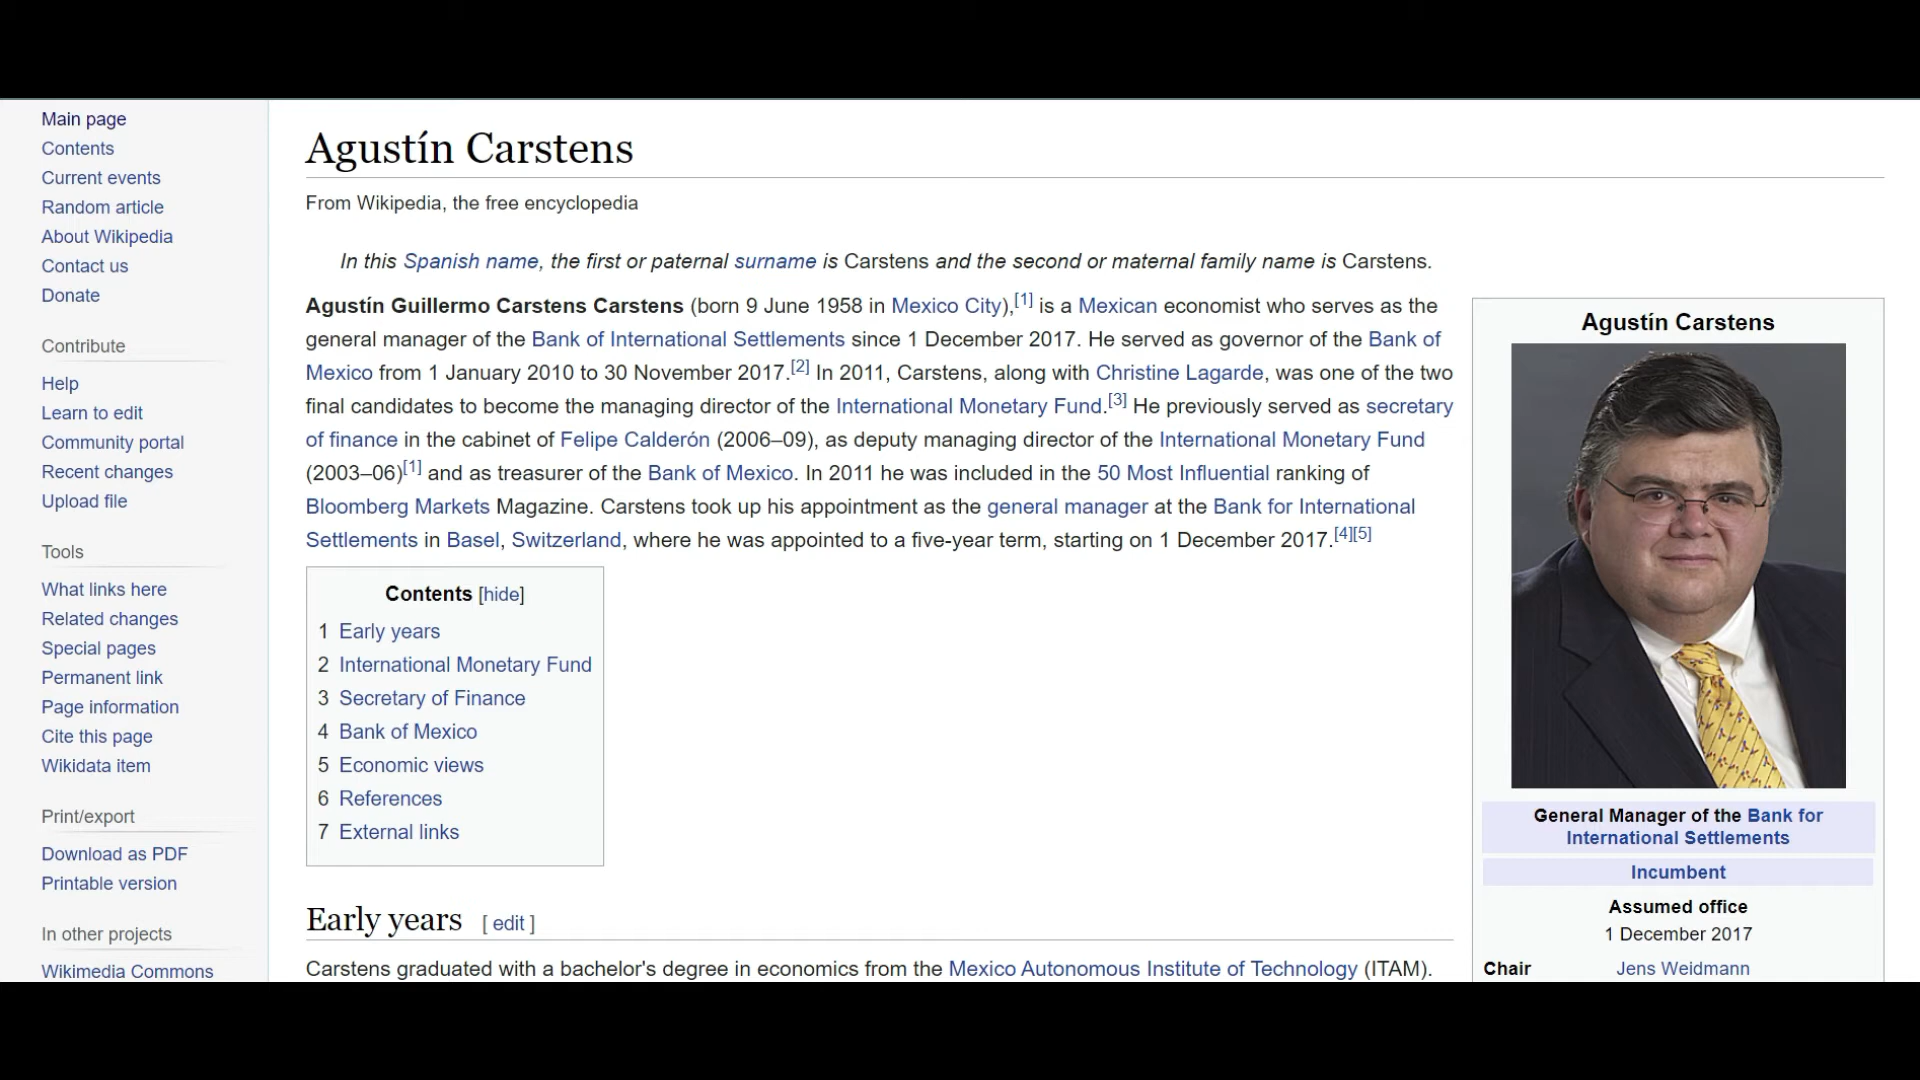 Main page
Contents
Current events
Random article
About Wikipedia
Contact us
Donate
Contribute
Help
Learn to edit
Community portal
Recent changes
Upload file
Tools
What links here
Related changes
Special pages
Permanent link
Page information
Cite this page
Wikidata item
Print/export
Download as PDF
Printable version
In other projects
Wikimedia Commons
Agustín Carstens
From Wikipedia, the free encyclopedia
In this Spanish name, the first or paternal surname is Carstens and the second or maternal family name is Carstens.
Agustín Guillermo Carstens Carstens (born 9 June 1958 in Mexico City),[1] is a Mexican economist who serves as the
general manager of the Bank of International Settlements since 1 December 2017. He served as governor of the Bank of
Mexico from 1 January 2010 to 30 November 2017.[2] In 2011, Carstens, along with Christine Lagarde, was one of the two
final candidates to become the managing director of the International Monetary Fund.[3] He previously served as secretary
of finance in the cabinet of Felipe Calderón (2006–09), as deputy managing director of the International Monetary Fund
(2003–06)[1] and as treasurer of the Bank of Mexico. In 2011 he was included in the 50 Most Influential ranking of
Bloomberg Markets Magazine. Carstens took up his appointment as the general manager at the Bank for International
Settlements in Basel, Switzerland, where he was appointed to a five-year term, starting on 1 December 2017.[4][5]
Contents [hide]
1 Early years
2 International Monetary Fund
3 Secretary of Finance
4 Bank of Mexico
5 Economic views
6 References
7 External links
Early years [ edit ]
Carstens graduated with a bachelor's degree in economics from the Mexico Autonomous Institute of Technology (ITAM).
Agustín Carstens
General Manager of the Bank for
International Settlements
Incumbent
Assumed office
1 December 2017
Chair Jens Weidmann